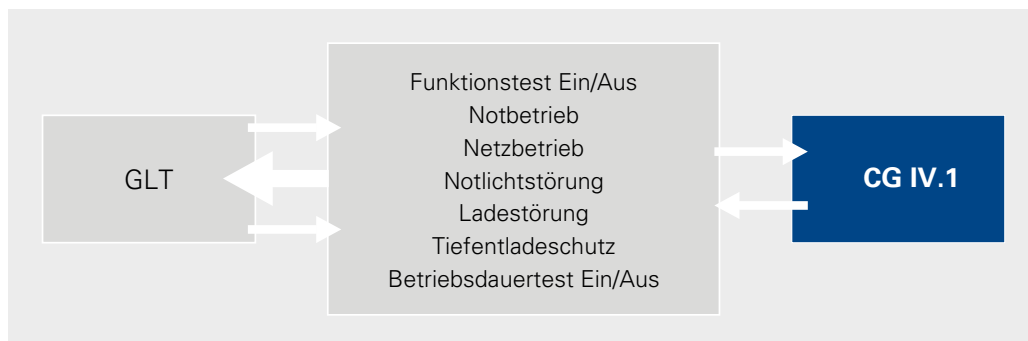 GLT
Funktionstest Ein/Aus
Notbetrieb
Netzbetrieb
Notlichtstörung
Ladestörung
Tiefentladeschutz
Betriebsdauertest Ein/Aus
CG IV.1